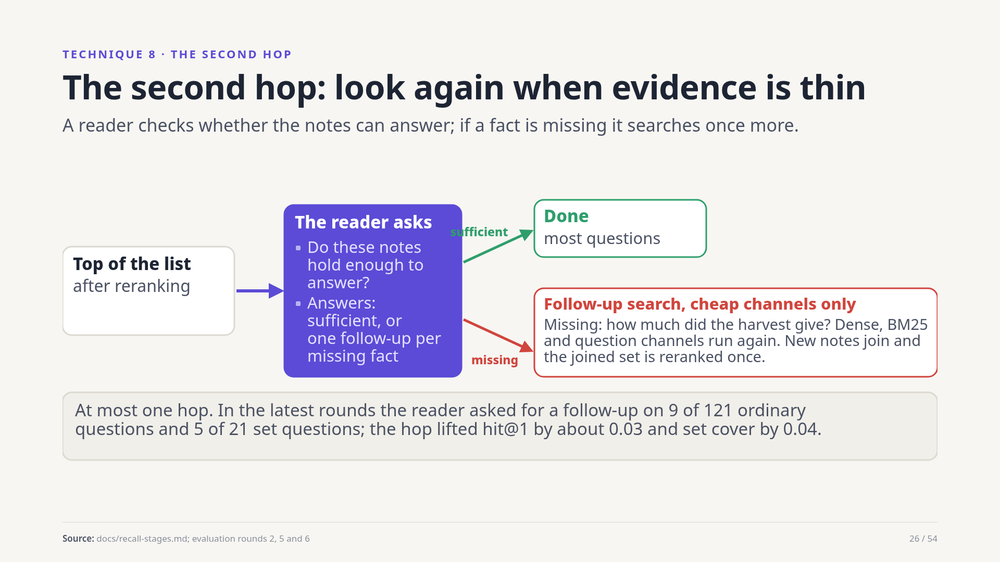 TECHNIQUE 8 · THE SECOND HOP
The second hop: look again when evidence is thin
A reader checks whether the notes can answer; if a fact is missing it searches once more.
Top of the list
after reranking
The reader asks
Do these notes
hold enough to
answer?
Answers:
sufficient, or
one follow-up per
missing fact
sufficient
Done
most questions
missing
Follow-up search, cheap channels only
Missing: how much did the harvest give? Dense, BM25
and question channels run again. New notes join and
the joined set is reranked once.
At most one hop. In the latest rounds the reader asked for a follow-up on 9 of 121 ordinary
questions and 5 of 21 set questions; the hop lifted hit@1 by about 0.03 and set cover by 0.04.
Source: docs/recall-stages.md; evaluation rounds 2, 5 and 6
26 / 54